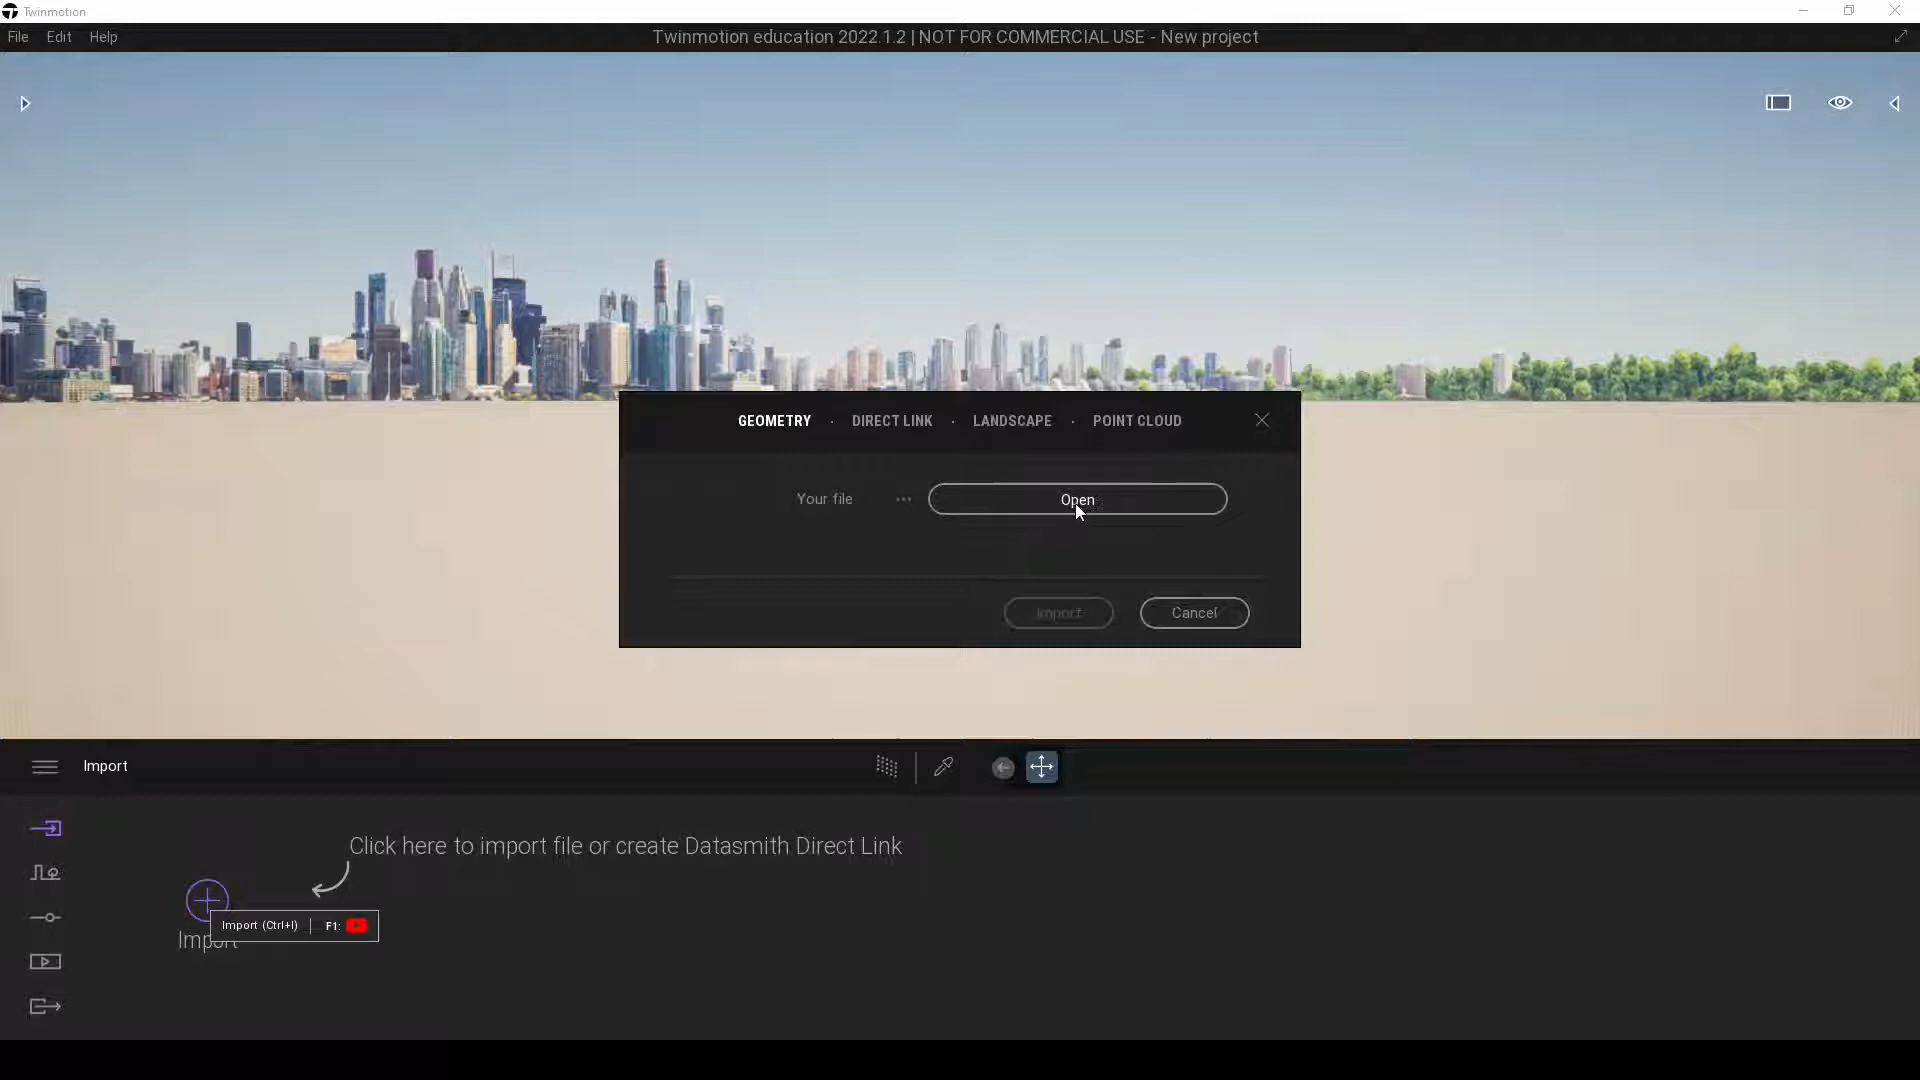 Twinmotion
File Edit Help
Twinmotion education 2022.1.2 | NOT FOR COMMERCIAL USE - New project
GEOMETRY · DIRECT LINK · LANDSCAPE · POINT CLOUD
Your file ··· Open
Import Cancel
Import
Click here to import file or create Datasmith Direct Link
Import (Ctrl+I) | F1:
Import